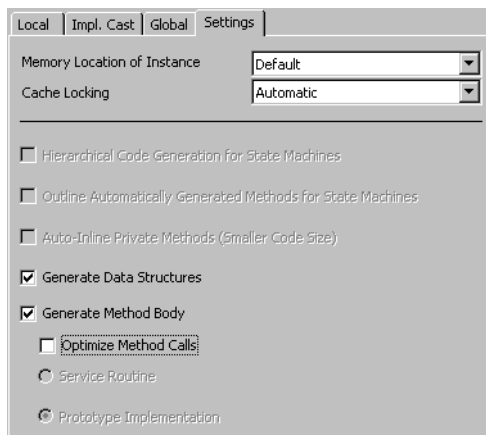 Local Impl. Cast Global Settings
Memory Location of Instance Default
Cache Locking Automatic
Hierarchical Code Generation for State Machines
Outline Automatically Generated Methods for State Machines
Auto-Inline Private Methods (Smaller Code Size)
Generate Data Structures
Generate Method Body
Optimize Method Calls
Service Routine
Prototype Implementation